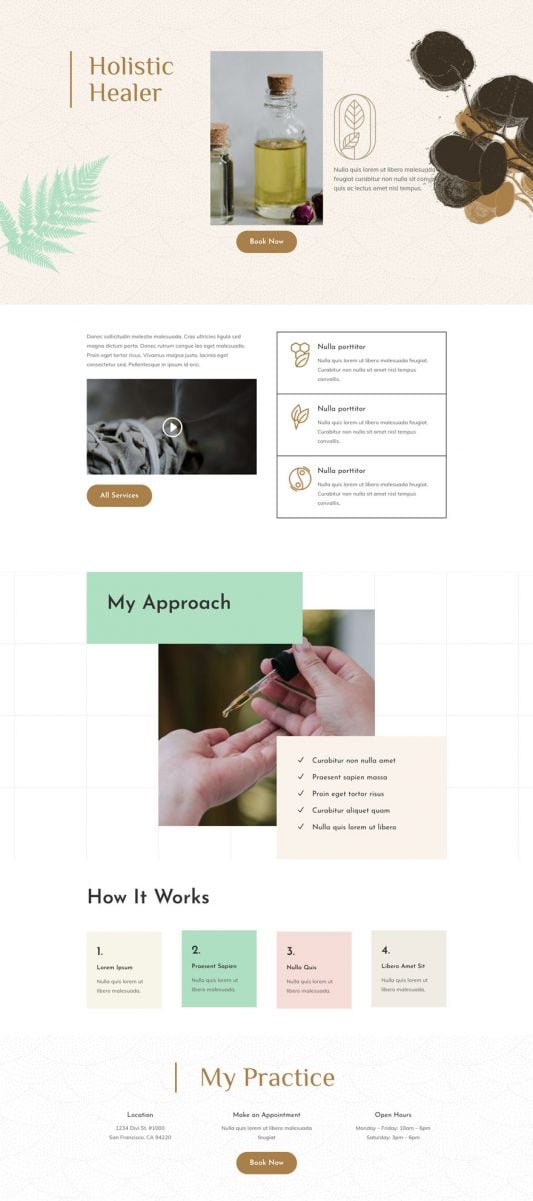 Holistic
Healer
Nulla quis lorem ut libero malesuada
feugiat curabitur non nulla sit
quis ac lectus amet nisl tempus.
Book Now
Donec sollicitudin molestie malesuada. Cras ultricies ligula sed
magna dictum porta. Donec rutrum congue leo eget malesuada.
Proin eget tortor risus. Vivamus magna justo, lacinia eget
consectetur sed. Pellentesque in ipsum id orci.
All Services
Nulla porttitor
Nulla quis lorem ut libero malesuada feugiat.
Curabitur non nulla sit amet nisl tempus
convallis.
Nulla porttitor
Nulla quis lorem ut libero malesuada feugiat.
Curabitur non nulla sit amet nisl tempus
convallis.
Nulla porttitor
Nulla quis lorem ut libero malesuada feugiat.
Curabitur non nulla sit amet nisl tempus
convallis.
My Approach
Curabitur non nulla amet
Praesent sapien massa
Proin eget tortor risus
Curabitur aliquet quam
Nulla quis lorem ut libero
How It Works
1.
Lorem Ipsum
Nulla quis lorem ut
libero malesuada.
2.
Praesent Sapien
Nulla quis lorem ut
libero malesuada.
3.
Nulla Quis
Nulla quis lorem ut
libero malesuada.
4.
Libero Amet Sit
Nulla quis lorem ut
libero malesuada.
My Practice
Location
1234 Divi St. #1000
San Francisco, CA 94220
Make an Appointment
Nulla quis lorem ut libero malesuada
feugiat
Open Hours
Monday – Friday: 10am – 6pm
Saturday: 3pm – 6pm
Book Now